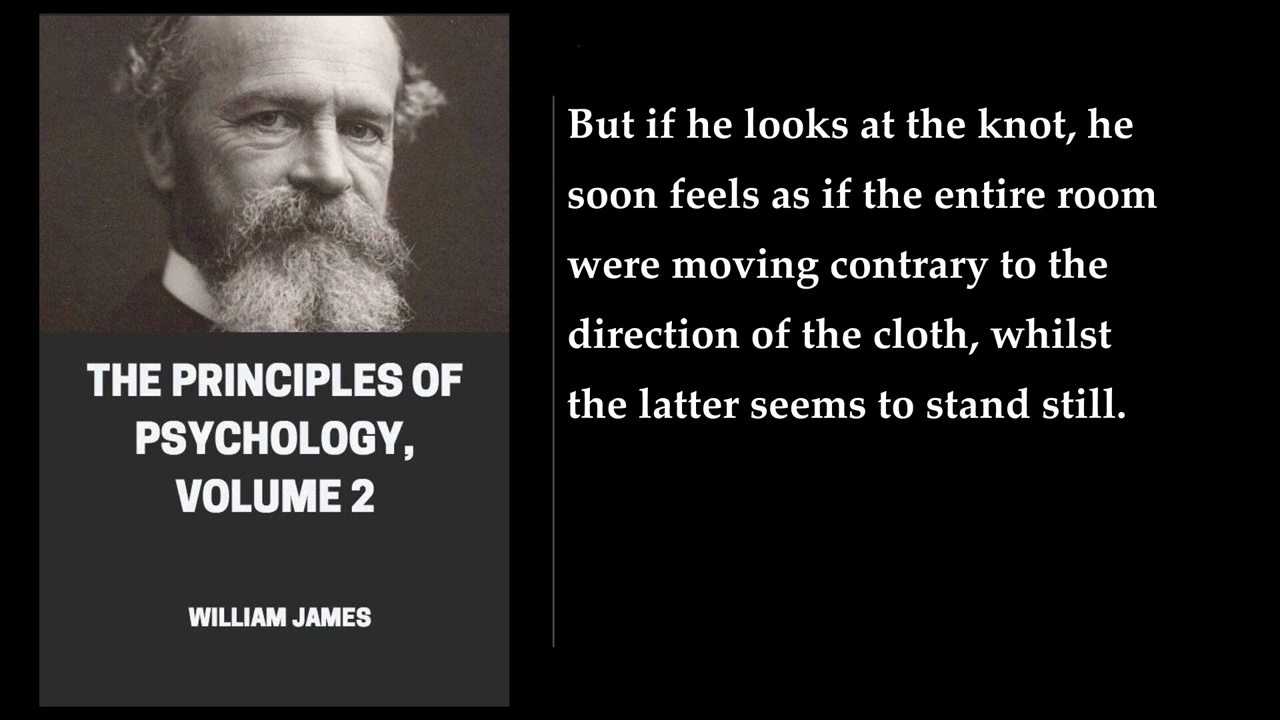 THE PRINCIPLES OF
PSYCHOLOGY,
VOLUME 2
WILLIAM JAMES
But if he looks at the knot, he
soon feels as if the entire room
were moving contrary to the
direction of the cloth, whilst
the latter seems to stand still.